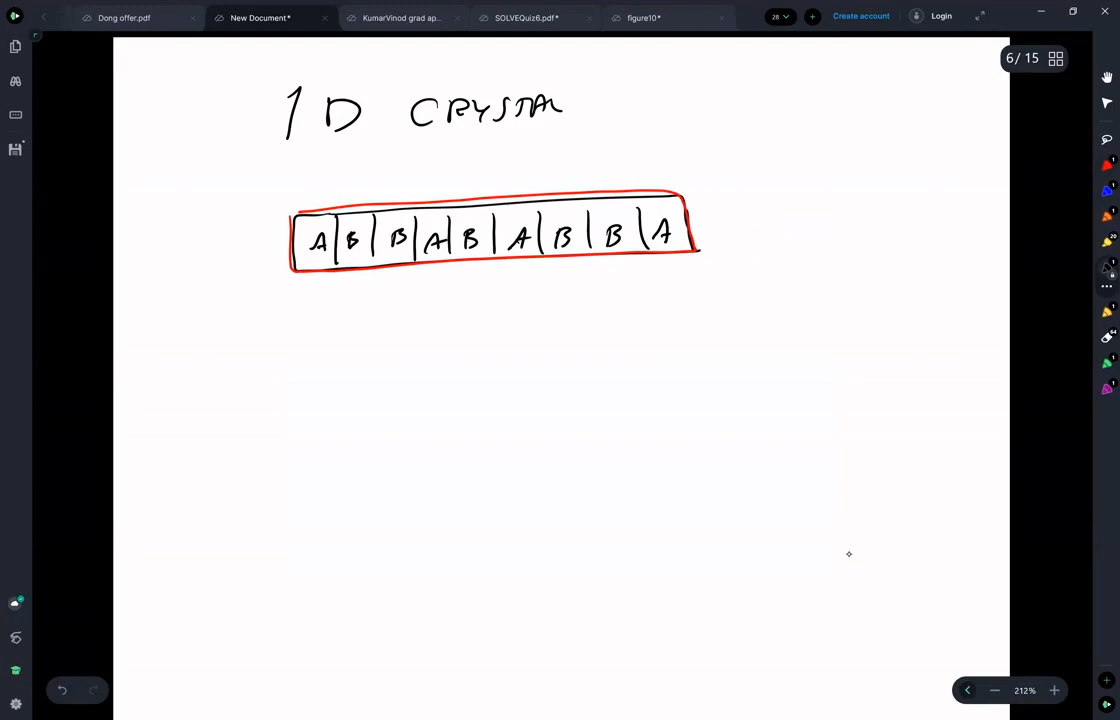 Dong offer.pdf New Document* KumarVinod grad ap... SOLVEQuiz6.pdf* figure10* 28 Create account Login
6 / 15
1D CRYSTAL
A B B A B A B B A
212%